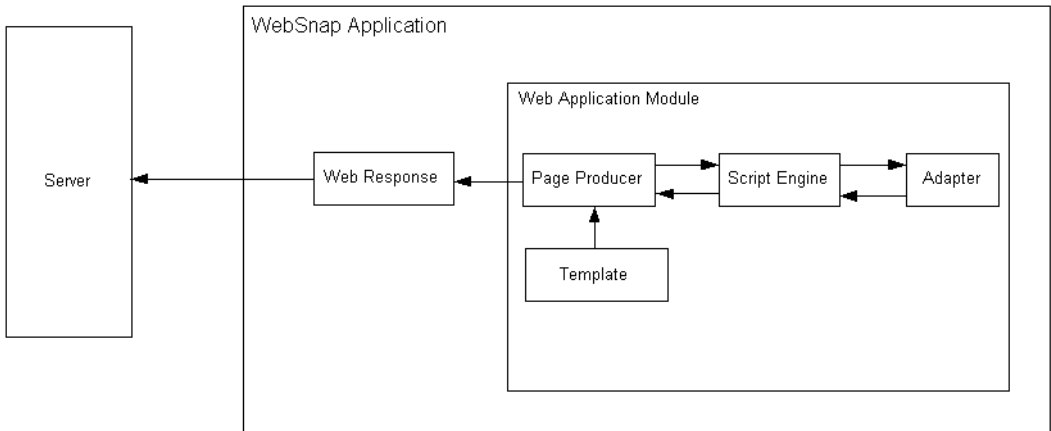 WebSnap Application
Web Application Module
Server
Web Response
Page Producer
Script Engine
Adapter
Template